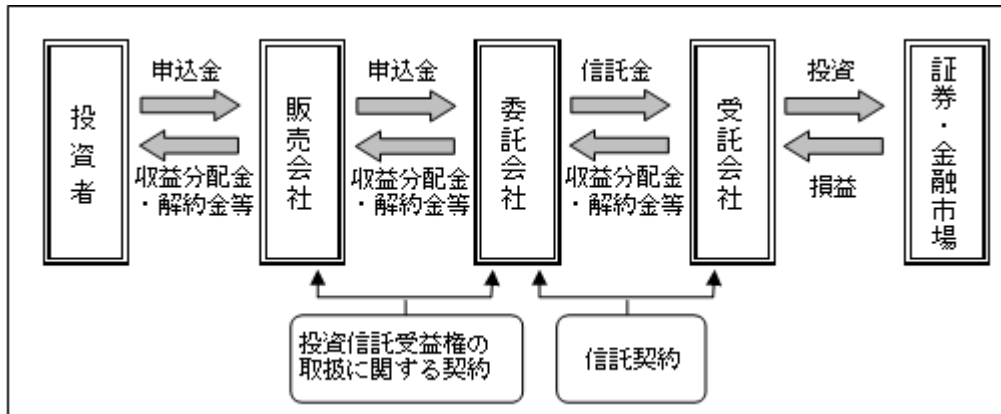 投資者
申込金
収益分配金
・解約金等
販売会社
申込金
収益分配金
・解約金等
委託会社
信託金
収益分配金
・解約金等
受託会社
投資
損益
証券・金融市場
投資信託受益権の
取扱に関する契約
信託契約